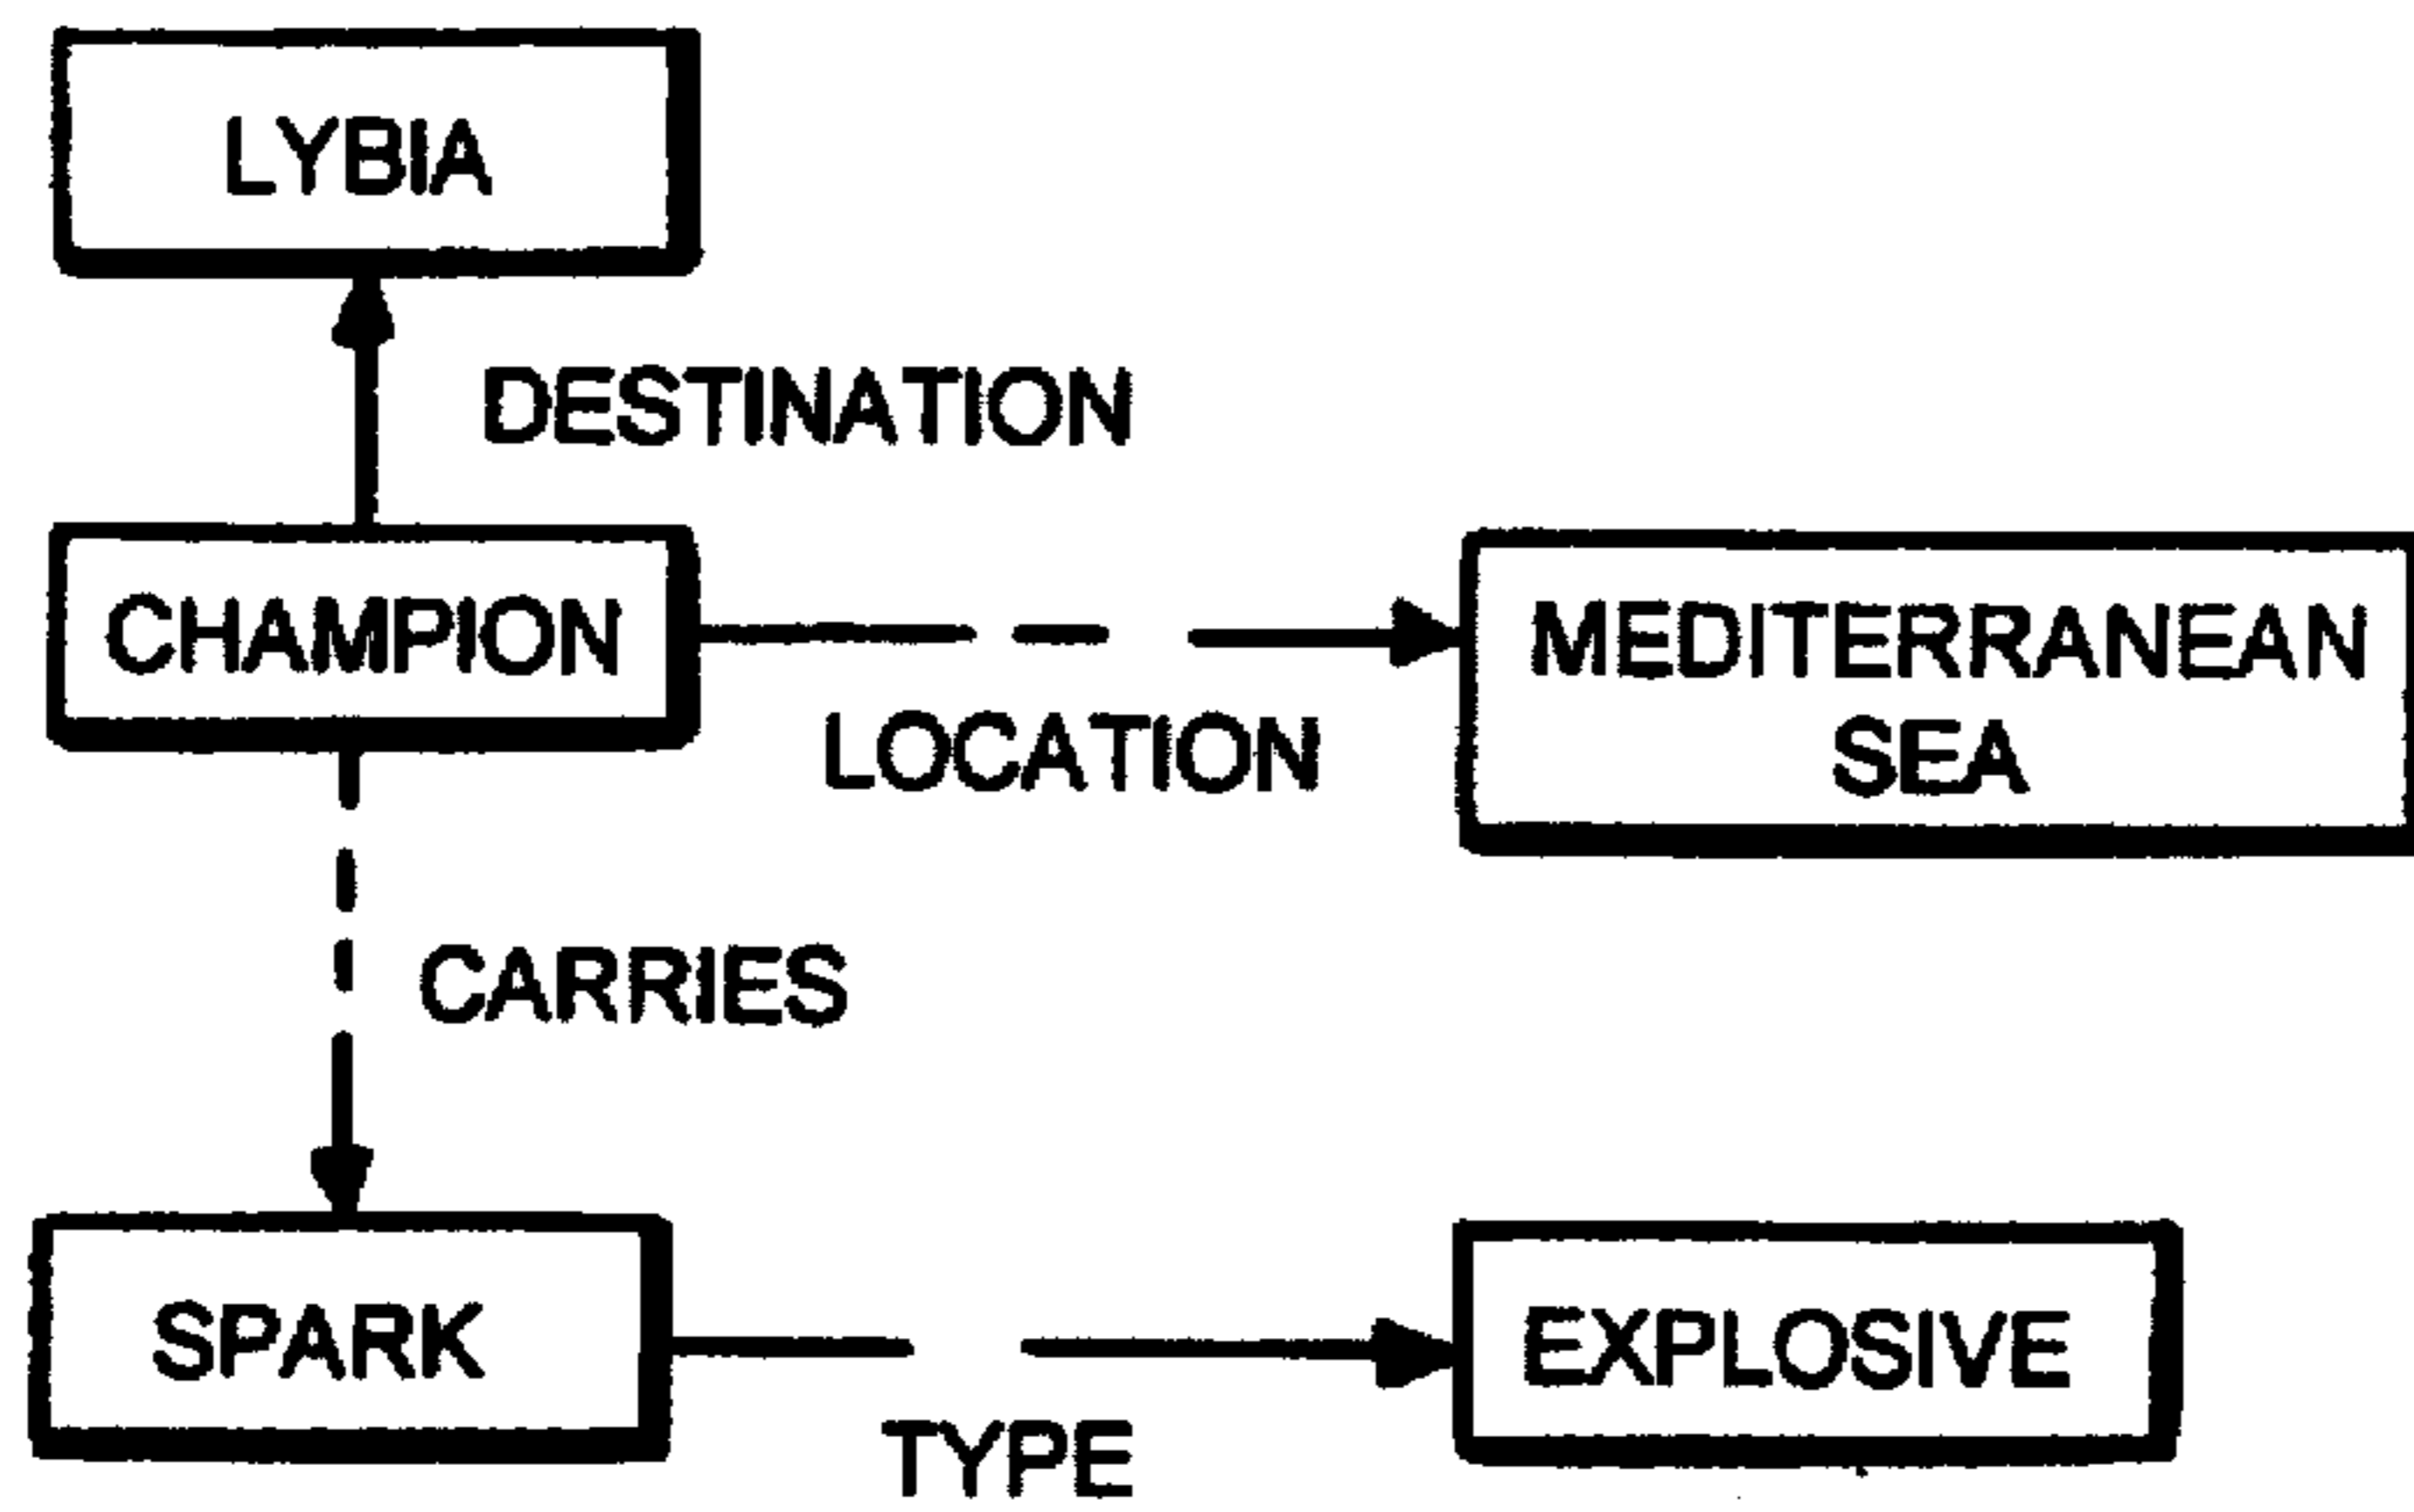 LYBIA
DESTINATION
CHAMPION
LOCATION
MEDITERRANEAN
SEA
CARRIES
SPARK
TYPE
EXPLOSIVE